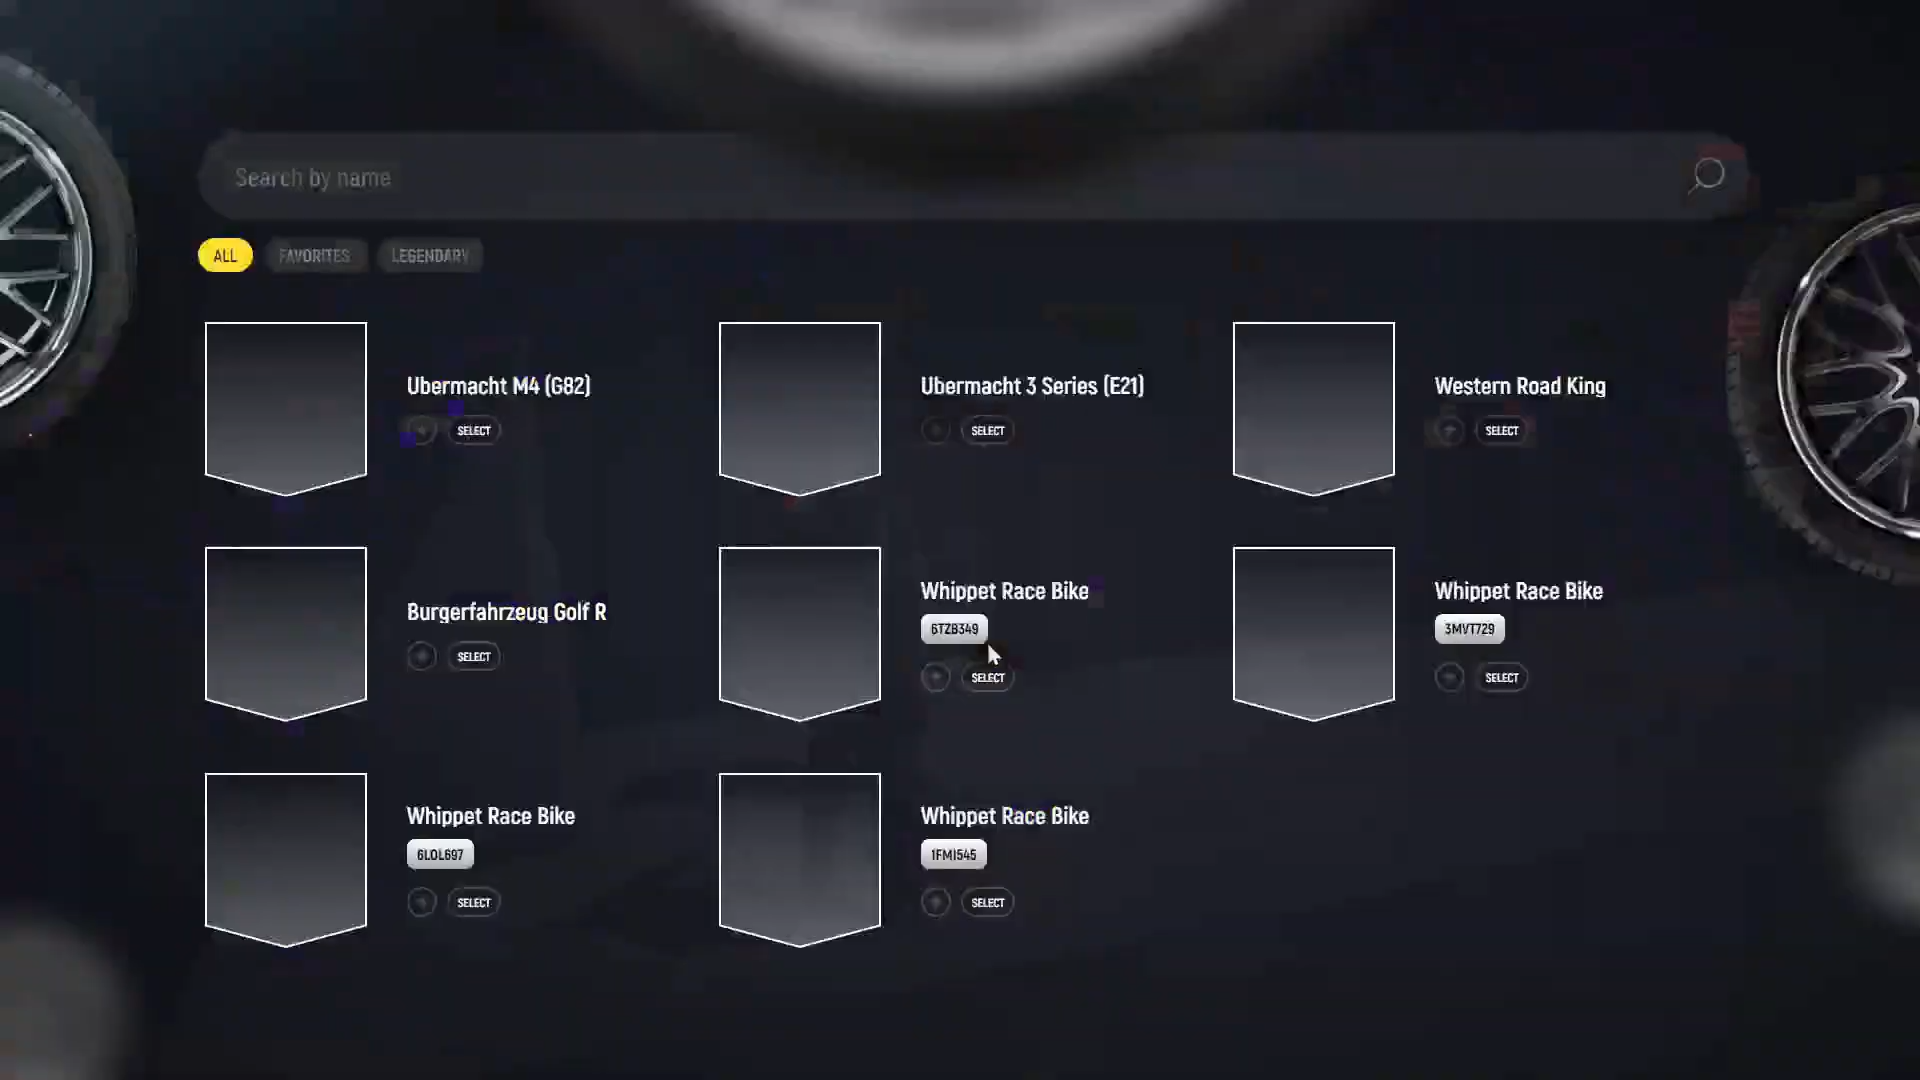 Search by name
ALL
FAVORITES
LEGENDARY
Ubermacht M4 (G82)
SELECT
Ubermacht 3 Series (E21)
SELECT
Western Road King
SELECT
Burgerfahrzeug Golf R
SELECT
Whippet Race Bike
6TZB349
SELECT
Whippet Race Bike
3MVT729
SELECT
Whippet Race Bike
6LOL697
SELECT
Whippet Race Bike
1FMI545
SELECT